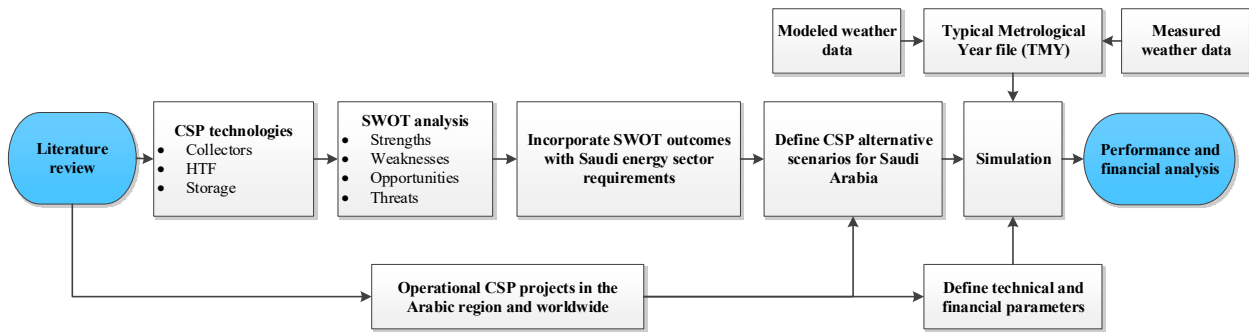 Modeled weather
data
Typical Metrological
Year file (TMY)
Measured
weather data
Literature
review
CSP technologies
• Collectors
• HTF
• Storage
SWOT analysis
• Strengths
• Weaknesses
• Opportunities
• Threats
Incorporate SWOT outcomes
with Saudi energy sector
requirements
Define CSP alternative
scenarios for Saudi
Arabia
Simulation
Performance and
financial analysis
Operational CSP projects in the
Arabic region and worldwide
Define technical and
financial parameters